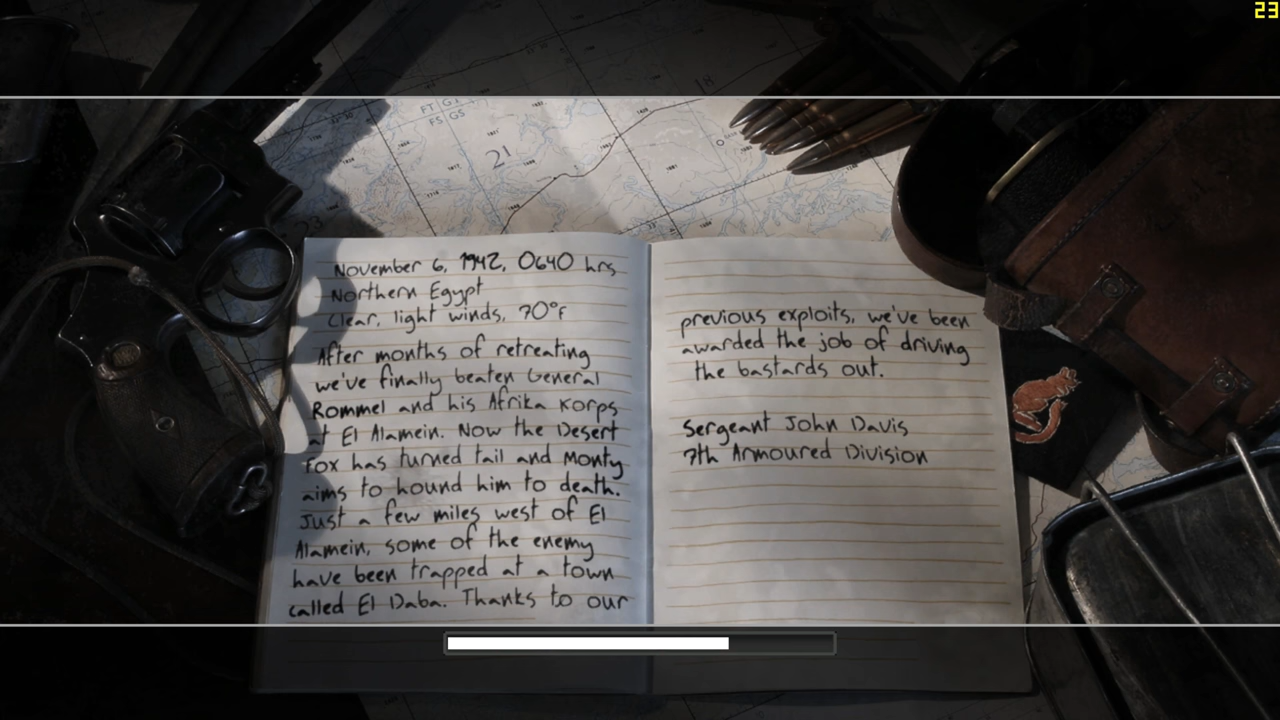 23
FT
FS GS
21
November 6, 1942, 0640 hrs
Northern Egypt
Clear, light winds, 70°F
After months of retreating
we've finally beaten General
Rommel and his Afrika Korps
at El Alamein. Now the Desert
Fox has turned tail and Monty
aims to hound him to death.
Just a few miles west of El
Alamein, some of the enemy
have been trapped at a town
called El Daba. Thanks to our
previous exploits, we've been
awarded the job of driving
the bastards out.
Sergeant John Davis
7th Armoured Division